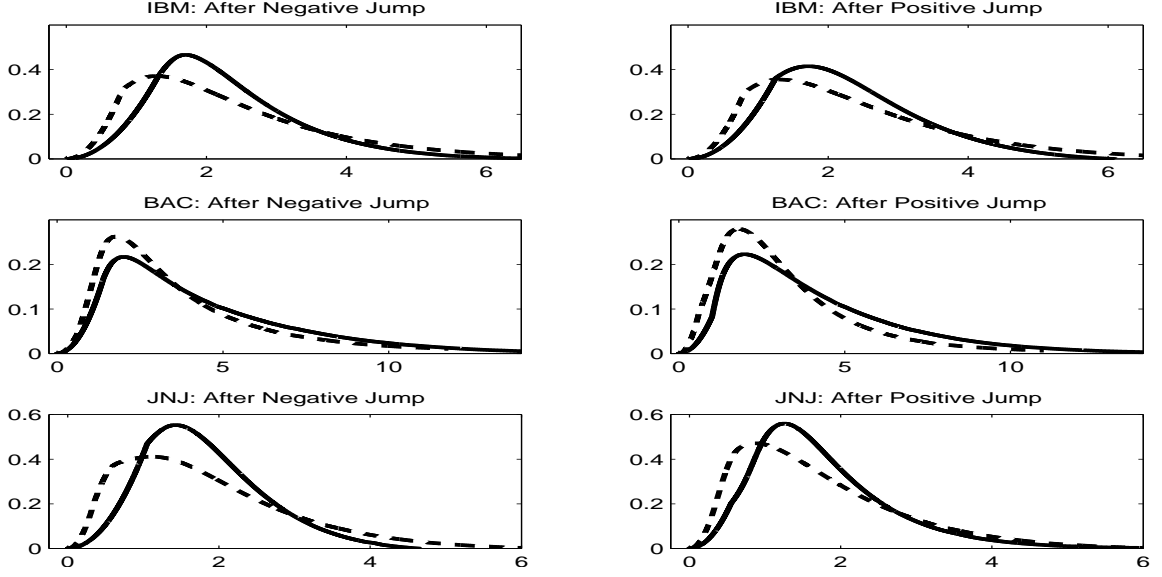 IBM: After Negative Jump
0.4
0.2
0
0 2 4 6
IBM: After Positive Jump
0.4
0.2
0
0 2 4 6
BAC: After Negative Jump
0.2
0.1
0
0 5 10
BAC: After Positive Jump
0.2
0.1
0
0 5 10
JNJ: After Negative Jump
0.6
0.4
0.2
0
0 2 4 6
JNJ: After Positive Jump
0.6
0.4
0.2
0
0 2 4 6